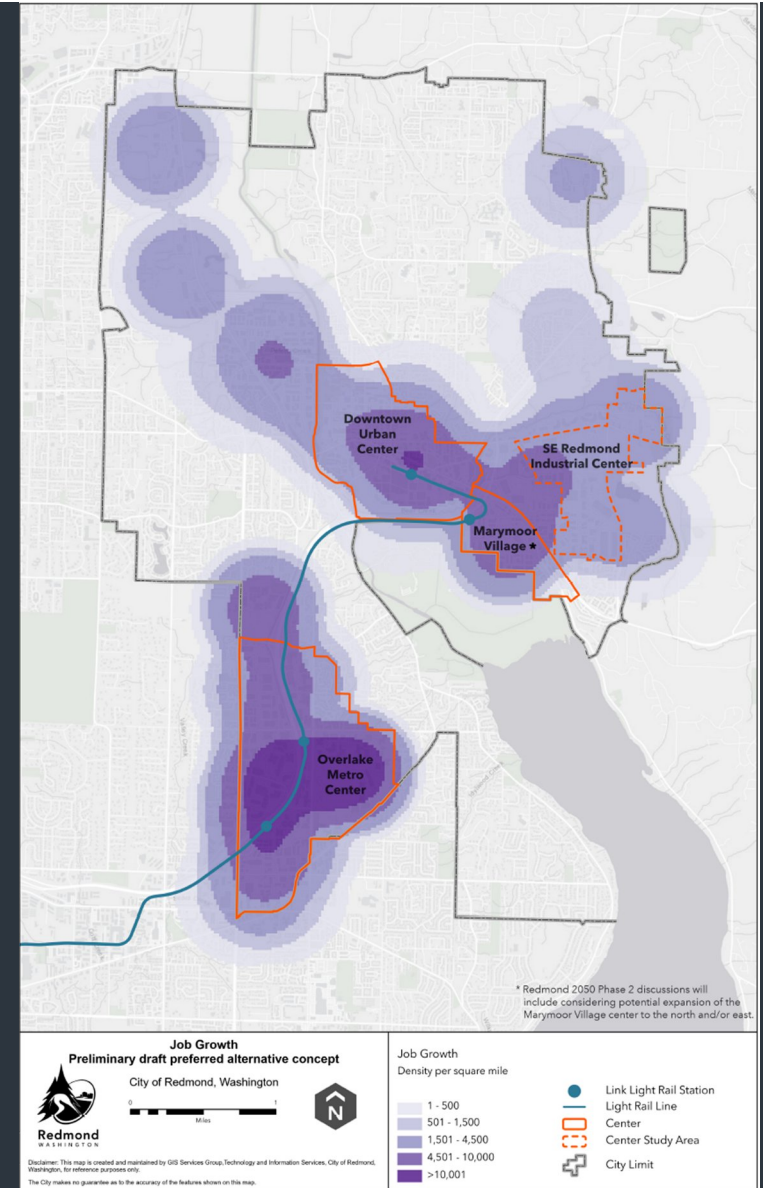 Downtown
Urban
Center
SE Redmond
Industrial Center
Marymoor
Village ★
Overlake
Metro
Center
* Redmond 2050 Phase 2 discussions will
include considering potential expansion of the
Marymoor Village center to the north and/or east.
Job Growth
Preliminary draft preferred alternative concept
City of Redmond, Washington
0 1
Miles
N
Redmond
WASHINGTON
Disclaimer: This map is created and maintained by GIS Services Group,Technology and Information Services, City of Redmond,
Washington, for reference purposes only.
The City makes no guarantee as to the accuracy of the features shown on this map.
Job Growth
Density per square mile
1 - 500
501 - 1,500
1,501 - 4,500
4,501 - 10,000
>10,001
Link Light Rail Station
Light Rail Line
Center
Center Study Area
City Limit